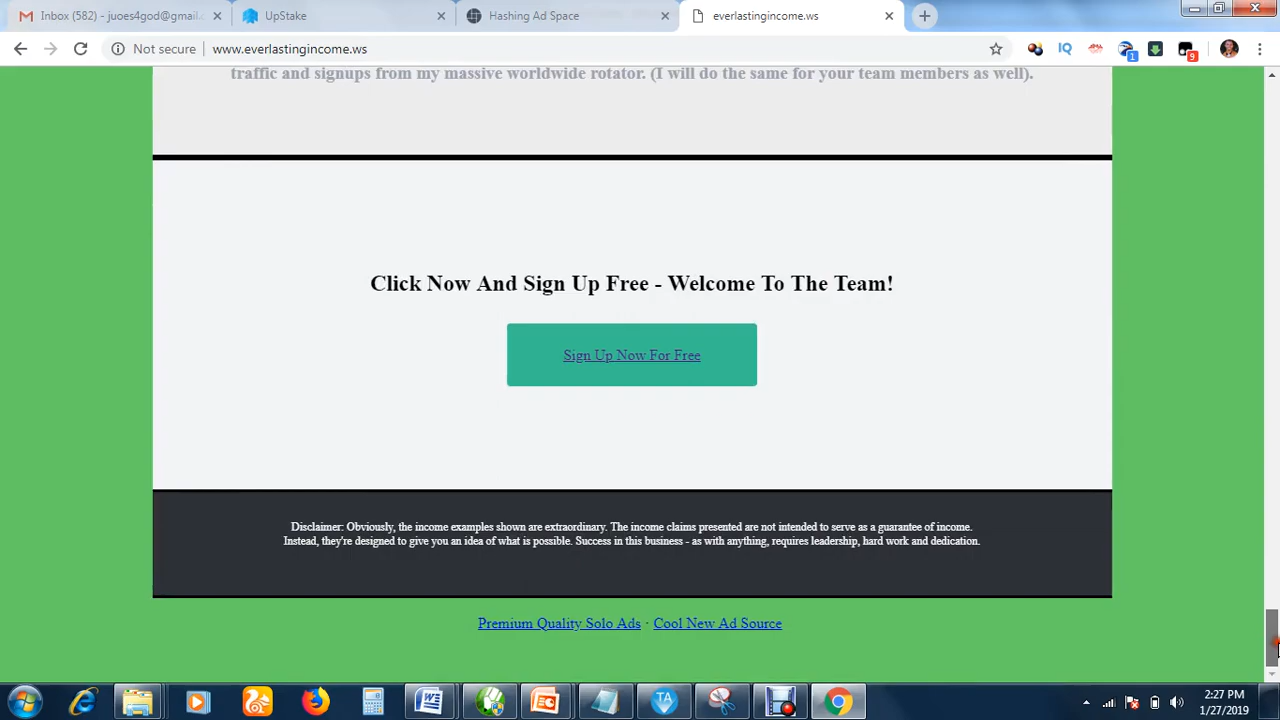 Inbox (582) - juoes4god@gmail.
UpStake
Hashing Ad Space
everlastingincome.ws
Not secure
www.everlastingincome.ws
IQ
1
9
traffic and signups from my massive worldwide rotator. (I will do the same for your team members as well).
Click Now And Sign Up Free - Welcome To The Team!
Sign Up Now For Free
Disclaimer: Obviously, the income examples shown are extraordinary. The income claims presented are not intended to serve as a guarantee of income.
Instead, they're designed to give you an idea of what is possible. Success in this business - as with anything, requires leadership, hard work and dedication.
Premium Quality Solo Ads · Cool New Ad Source
TA
2:27 PM
1/27/2019